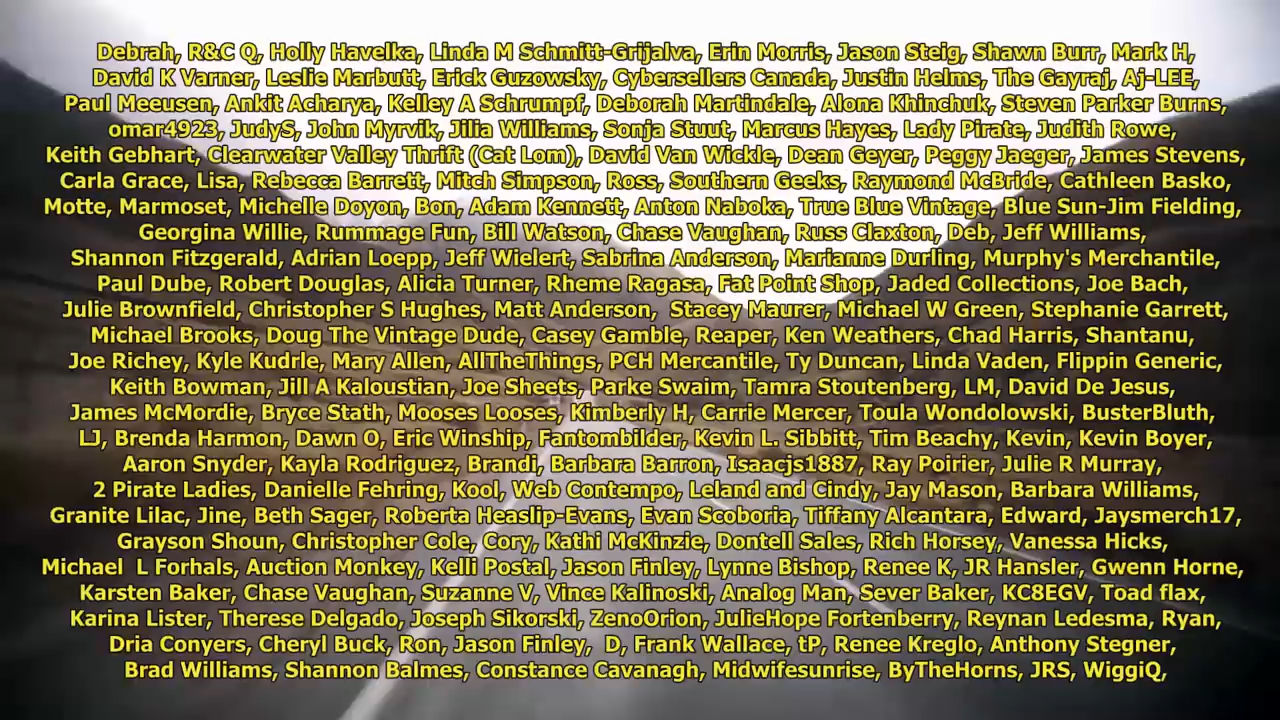 Debrah, R&C Q, Holly Havelka, Linda M Schmitt-Grijalva, Erin Morris, Jason Steig, Shawn Burr, Mark H,
David K Varner, Leslie Marbutt, Erick Guzowsky, Cybersellers Canada, Justin Helms, The Gayraj, Aj-LEE,
Paul Meeusen, Ankit Acharya, Kelley A Schrumpf, Deborah Martindale, Alona Khinchuk, Steven Parker Burns,
omar4923, JudyS, John Myrvik, Jilia Williams, Sonja Stuut, Marcus Hayes, Lady Pirate, Judith Rowe,
Keith Gebhart, Clearwater Valley Thrift (Cat Lom), David Van Wickle, Dean Geyer, Peggy Jaeger, James Stevens,
Carla Grace, Lisa, Rebecca Barrett, Mitch Simpson, Ross, Southern Geeks, Raymond McBride, Cathleen Basko,
Motte, Marmoset, Michelle Doyon, Bon, Adam Kennett, Anton Naboka, True Blue Vintage, Blue Sun-Jim Fielding,
Georgina Willie, Rummage Fun, Bill Watson, Chase Vaughan, Russ Claxton, Deb, Jeff Williams,
Shannon Fitzgerald, Adrian Loepp, Jeff Wielert, Sabrina Anderson, Marianne Durling, Murphy's Merchantile,
Paul Dube, Robert Douglas, Alicia Turner, Rheme Ragasa, Fat Point Shop, Jaded Collections, Joe Bach,
Julie Brownfield, Christopher S Hughes, Matt Anderson,  Stacey Maurer, Michael W Green, Stephanie Garrett,
Michael Brooks, Doug The Vintage Dude, Casey Gamble, Reaper, Ken Weathers, Chad Harris, Shantanu,
Joe Richey, Kyle Kudrle, Mary Allen, AllTheThings, PCH Mercantile, Ty Duncan, Linda Vaden, Flippin Generic,
Keith Bowman, Jill A Kaloustian, Joe Sheets, Parke Swaim, Tamra Stoutenberg, LM, David De Jesus,
James McMordie, Bryce Stath, Mooses Looses, Kimberly H, Carrie Mercer, Toula Wondolowski, BusterBluth,
LJ, Brenda Harmon, Dawn O, Eric Winship, Fantombilder, Kevin L. Sibbitt, Tim Beachy, Kevin, Kevin Boyer,
Aaron Snyder, Kayla Rodriguez, Brandi, Barbara Barron, Isaacjs1887, Ray Poirier, Julie R Murray,
2 Pirate Ladies, Danielle Fehring, Kool, Web Contempo, Leland and Cindy, Jay Mason, Barbara Williams,
Granite Lilac, Jine, Beth Sager, Roberta Heaslip-Evans, Evan Scoboria, Tiffany Alcantara, Edward, Jaysmerch17,
Grayson Shoun, Christopher Cole, Cory, Kathi McKinzie, Dontell Sales, Rich Horsey, Vanessa Hicks,
Michael  L Forhals, Auction Monkey, Kelli Postal, Jason Finley, Lynne Bishop, Renee K, JR Hansler, Gwenn Horne,
Karsten Baker, Chase Vaughan, Suzanne V, Vince Kalinoski, Analog Man, Sever Baker, KC8EGV, Toad flax,
Karina Lister, Therese Delgado, Joseph Sikorski, ZenoOrion, JulieHope Fortenberry, Reynan Ledesma, Ryan,
Dria Conyers, Cheryl Buck, Ron, Jason Finley,  D, Frank Wallace, tP, Renee Kreglo, Anthony Stegner,
Brad Williams, Shannon Balmes, Constance Cavanagh, Midwifesunrise, ByTheHorns, JRS, WiggiQ,